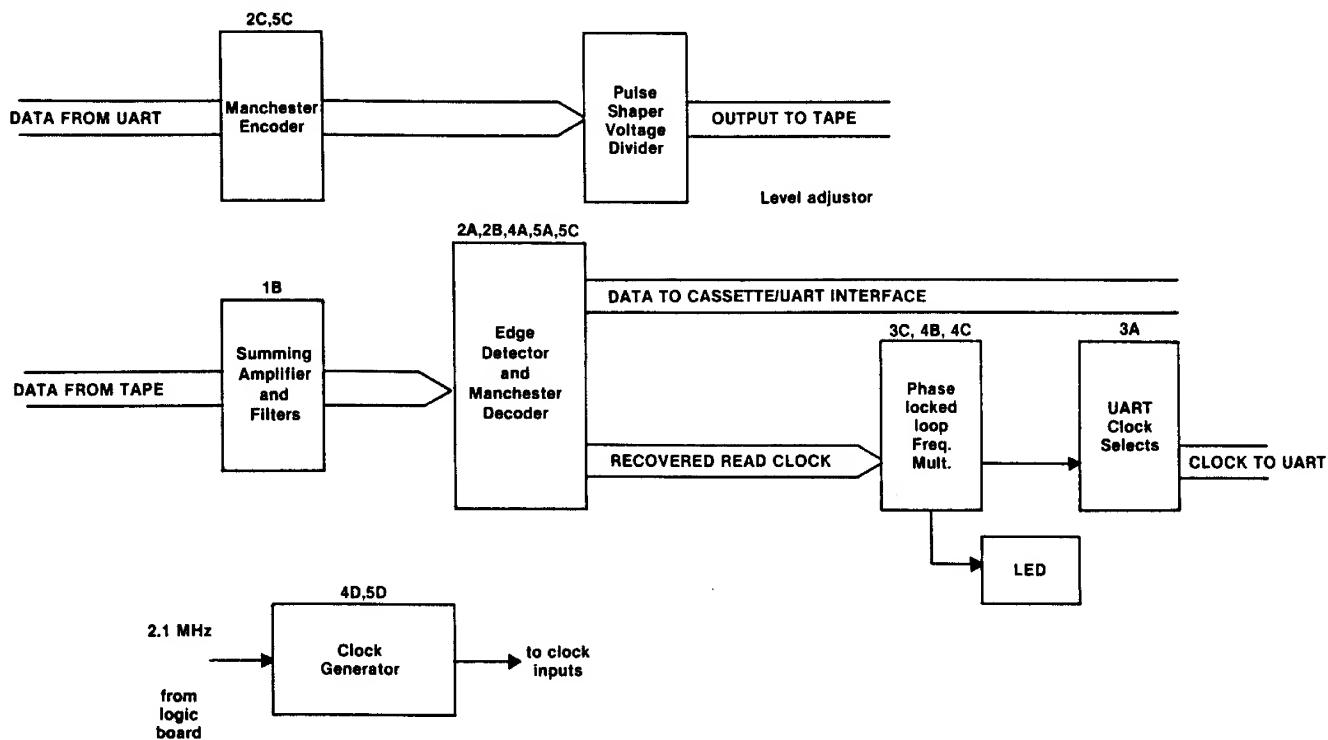 2C,5C
DATA FROM UART
Manchester
Encoder
Pulse
Shaper
Voltage
Divider
OUTPUT TO TAPE
Level adjustor
2A,2B,4A,5A,5C
1B
DATA FROM TAPE
Summing
Amplifier
and
Filters
Edge
Detector
and
Manchester
Decoder
DATA TO CASSETTE/UART INTERFACE
RECOVERED READ CLOCK
3C, 4B, 4C
Phase
locked
loop
Freq.
Mult.
3A
UART
Clock
Selects
CLOCK TO UART
LED
4D,5D
2.1 MHz
from
logic
board
Clock
Generator
to clock
inputs